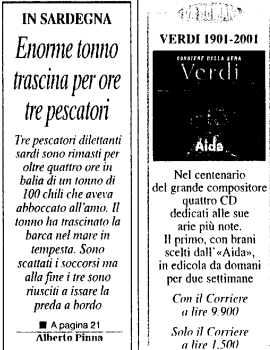 IN SARDEGNA
Enorme tonno
trascina per ore
tre pescatori
Tre pescatori dilettanti
sardi sono rimasti per
oltre quattro ore in
balia di un tonno di
100 chili che aveva
abboccato all'amo. Il
tonno ha trascinato la
barca nel mare in
tempesta. Sono
scattati i soccorsi ma
alla fine i tre sono
riusciti a issare la
preda a bordo
■ A pagina 21
Alberto Pinna
VERDI 1901-2001
CORRIERE DELLA SERA
Verdi
Aida
Nel centenario
del grande compositore
quattro CD
dedicati alle sue
arie più note.
Il primo, con brani
scelti dall'«Aida»,
in edicola da domani
per due settimane
Con il Corriere
a lire 9.900
Solo il Corriere
a lire 1.500